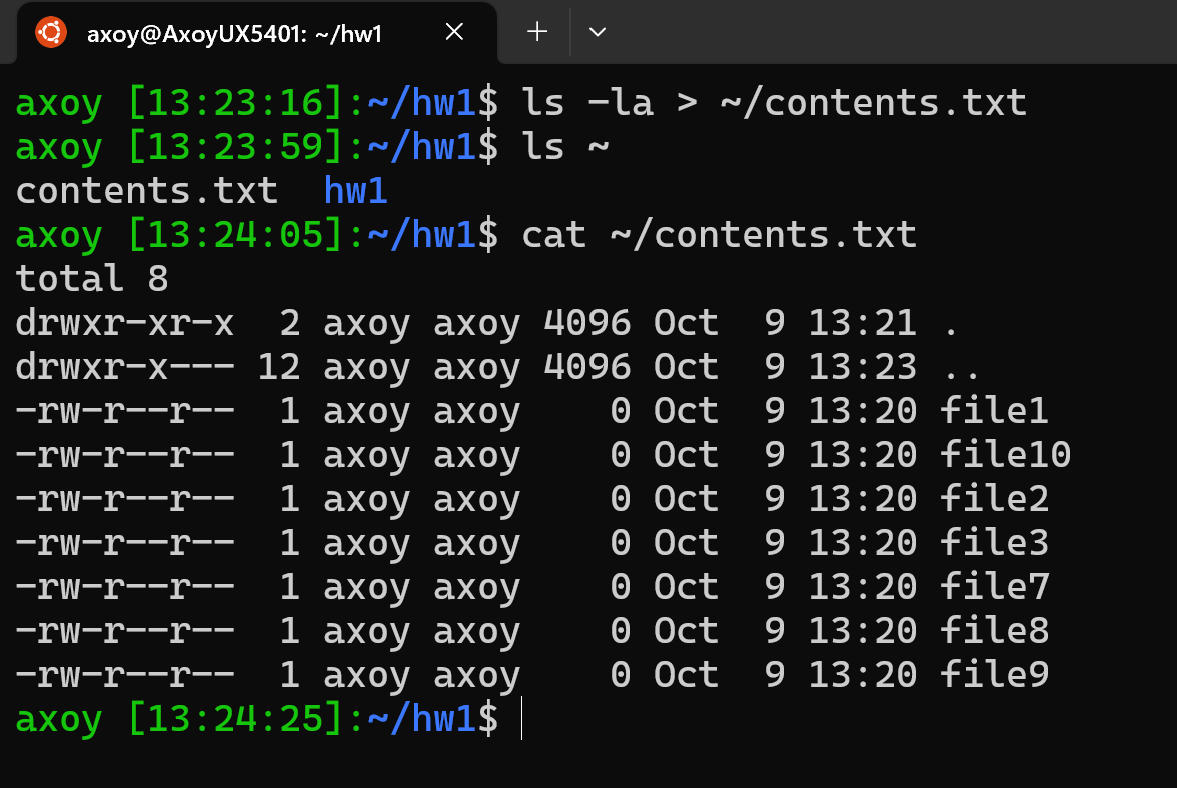 axoy@AxoyUX5401: ~/hw1
axoy [13:23:16]:~/hw1$ ls -la > ~/contents.txt
axoy [13:23:59]:~/hw1$ ls ~
contents.txt  hw1
axoy [13:24:05]:~/hw1$ cat ~/contents.txt
total 8
drwxr-xr-x  2 axoy axoy 4096 Oct  9 13:21 .
drwxr-x--- 12 axoy axoy 4096 Oct  9 13:23 ..
-rw-r--r--  1 axoy axoy    0 Oct  9 13:20 file1
-rw-r--r--  1 axoy axoy    0 Oct  9 13:20 file10
-rw-r--r--  1 axoy axoy    0 Oct  9 13:20 file2
-rw-r--r--  1 axoy axoy    0 Oct  9 13:20 file3
-rw-r--r--  1 axoy axoy    0 Oct  9 13:20 file7
-rw-r--r--  1 axoy axoy    0 Oct  9 13:20 file8
-rw-r--r--  1 axoy axoy    0 Oct  9 13:20 file9
axoy [13:24:25]:~/hw1$